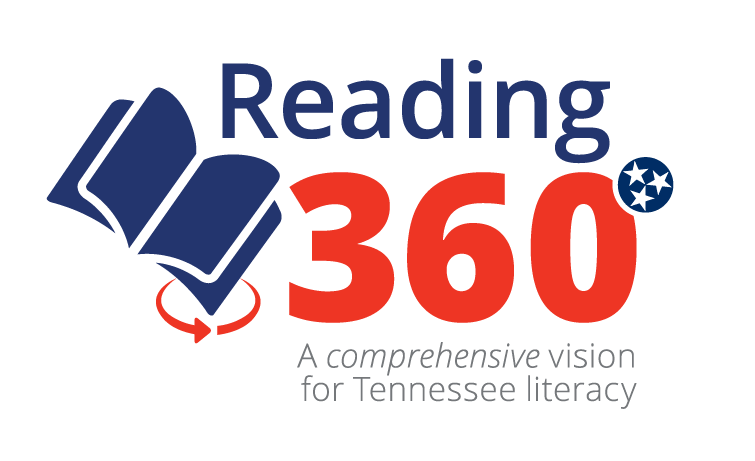 Reading
360
A comprehensive vision
for Tennessee literacy